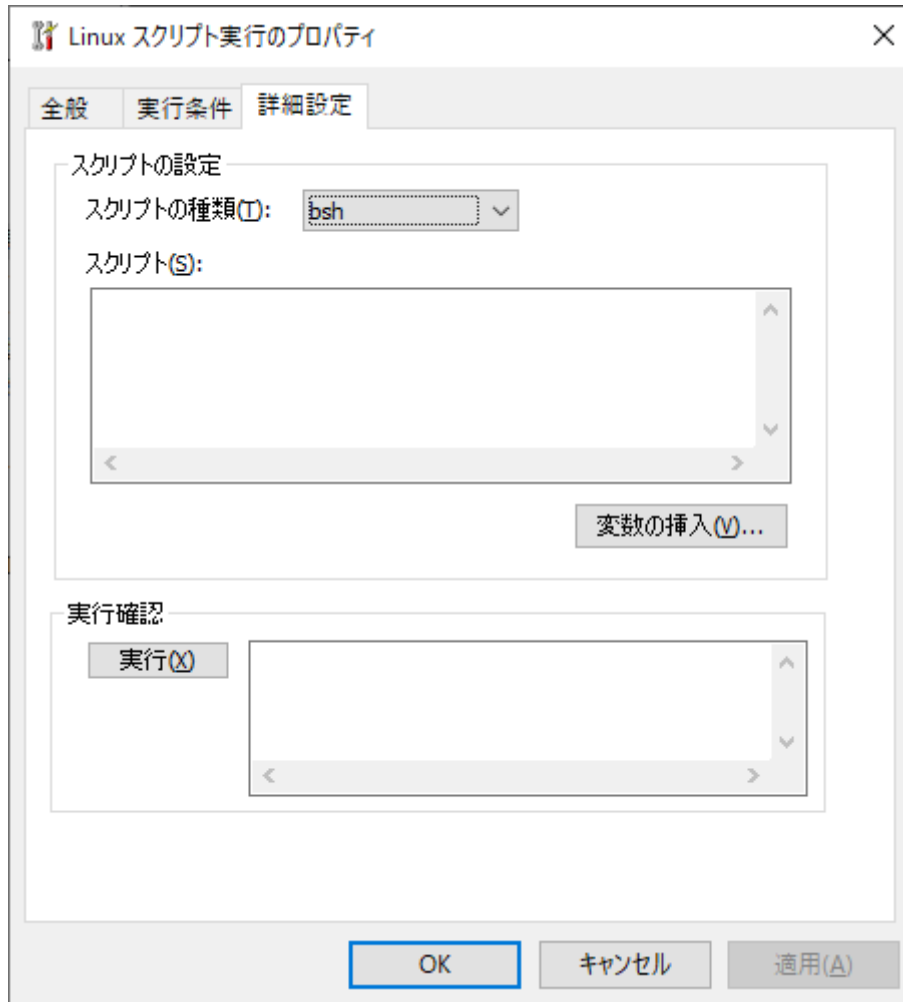 Linux スクリプト実行のプロパティ
全般 実行条件 詳細設定
スクリプトの設定
スクリプトの種類(T): bsh
スクリプト(S):
変数の挿入(V)...
実行確認
実行(X)
OK キャンセル 適用(A)